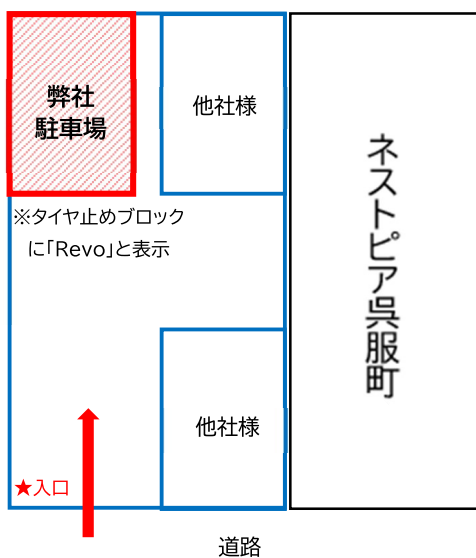 弊社
駐車場
他社様
ネストピア呉服町
※タイヤ止めブロック
に「Revo」と表示
他社様
★入口
道路